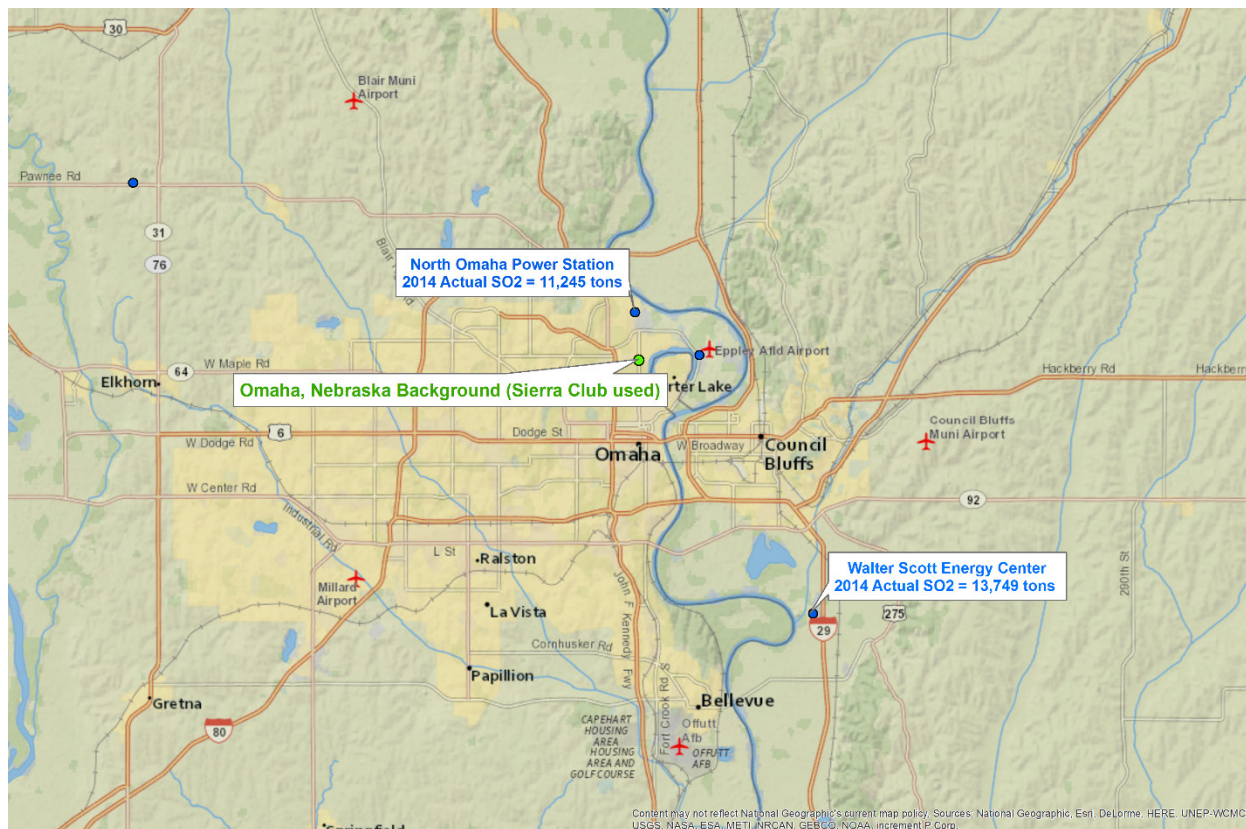 30
Blair Muni
Airport
Pawnee Rd
31
76
Blair
Rd
North Omaha Power Station
2014 Actual SO2 = 11,245 tons
Eppley Afld Airport
W Maple Rd
64
Elkhorn
Hackberry Rd
Hackberry
rter Lake
Omaha, Nebraska Background (Sierra Club used)
6
W Dodge Rd
Dodge St
W Broadway
Omaha
Council
Bluffs
Council Bluffs
Muni Airport
W Center Rd
92
Industrial Rd
L St
Ralston
Millard
Airport
La Vista
John F Kennedy Fwy
Walter Scott Energy Center
2014 Actual SO2 = 13,749 tons
290th St
275
29
Cornhusker Rd
Papillion
Fort Crook Rd S
Bellevue
Gretna
80
Offutt
Afb
CAPEHART
HOUSING
AREA
HOUSING
AREA AND
GOLF COURSE
OFFUTT
AFB
Springfield
Content may not reflect National Geographic's current map policy. Sources: National Geographic, Esri, DeLorme, HERE, UNEP-WCMC
USGS, NASA, ESA, METI, NRCAN, GEBCO, NOAA, increment P Corp.